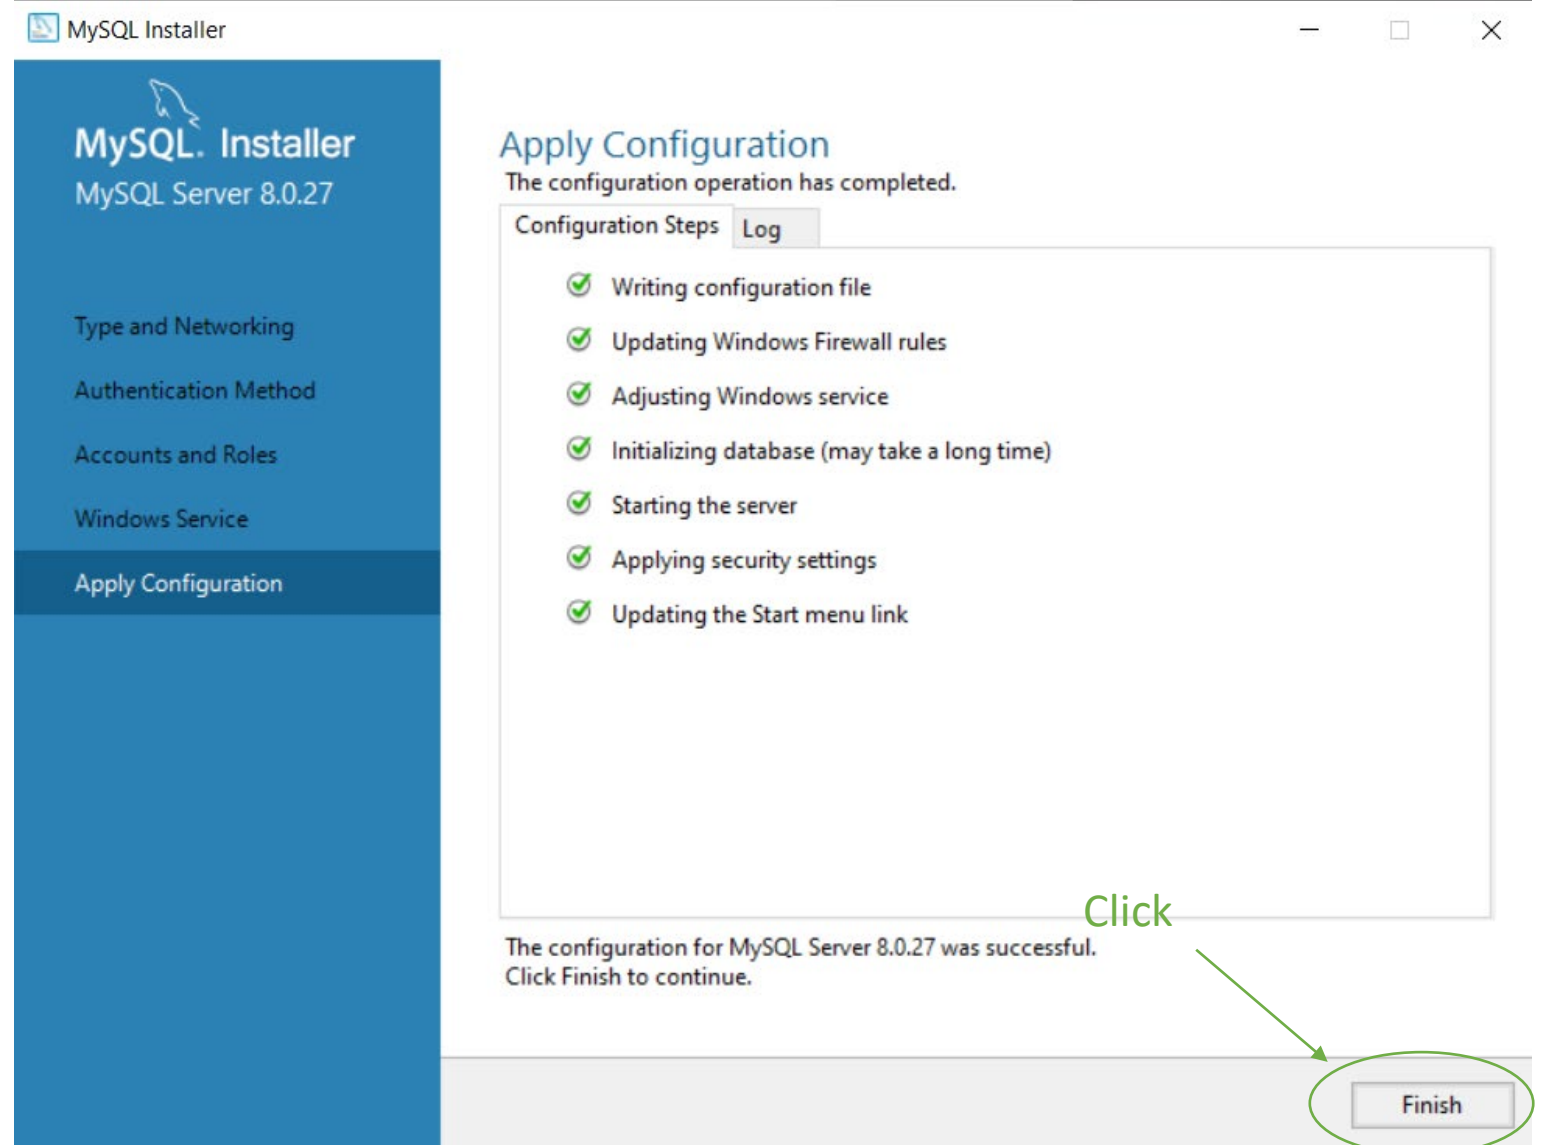 MySQL Installer
MySQL. Installer
MySQL Server 8.0.27
Type and Networking
Authentication Method
Accounts and Roles
Windows Service
Apply Configuration
Apply Configuration
The configuration operation has completed.
Configuration Steps Log
Writing configuration file
Updating Windows Firewall rules
Adjusting Windows service
Initializing database (may take a long time)
Starting the server
Applying security settings
Updating the Start menu link
Click
The configuration for MySQL Server 8.0.27 was successful.
Click Finish to continue.
Finish